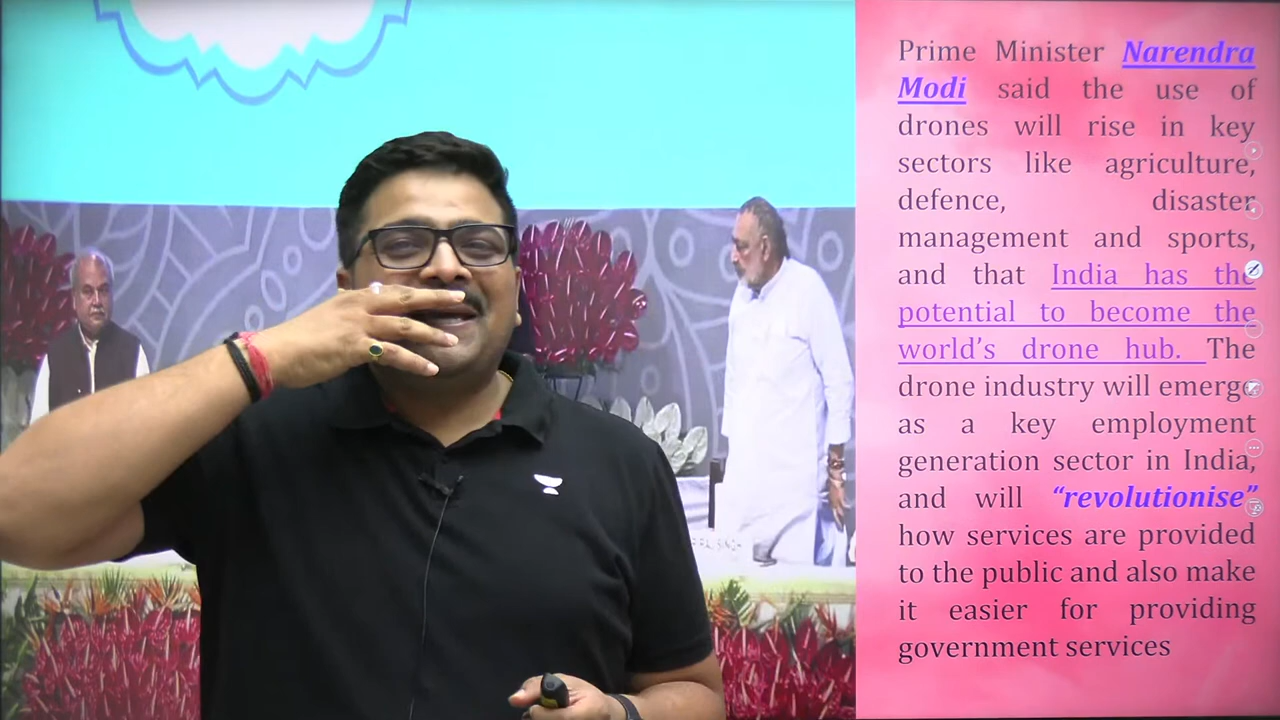 Prime Minister Narendra
Modi said the use of
drones will rise in key
sectors like agriculture,
defence, disaster
management and sports,
and that India has the
potential to become the
world’s drone hub. The
drone industry will emerge
as a key employment
generation sector in India,
and will “revolutionise”
how services are provided
to the public and also make
it easier for providing
government services